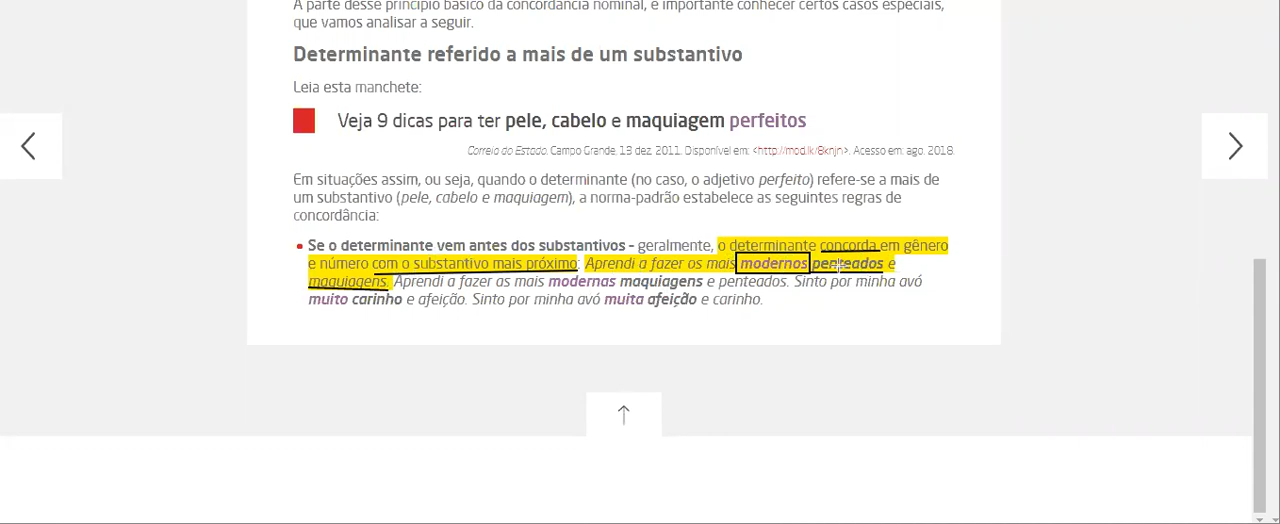 À parte desse princípio básico da concordância nominal, é importante conhecer certos casos especiais,
que vamos analisar a seguir.
Determinante referido a mais de um substantivo
Leia esta manchete:
Veja 9 dicas para ter pele, cabelo e maquiagem perfeitos
Correio do Estado. Campo Grande, 13 dez. 2011. Disponível em: <http://mod.lk/8knjn>. Acesso em: ago. 2018.
Em situações assim, ou seja, quando o determinante (no caso, o adjetivo perfeito) refere-se a mais de
um substantivo (pele, cabelo e maquiagem), a norma-padrão estabelece as seguintes regras de
concordância:
• Se o determinante vem antes dos substantivos – geralmente, o determinante concorda em gênero
e número com o substantivo mais próximo: Aprendi a fazer os mais modernos penteados e
maquiagens. Aprendi a fazer as mais modernas maquiagens e penteados. Sinto por minha avó
muito carinho e afeição. Sinto por minha avó muita afeição e carinho.